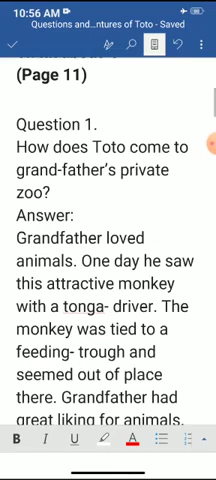 10:56 AM
Questions and...ntures of Toto - Saved
(Page 11)
Question 1.
How does Toto come to
grand-father's private
zoo?
Answer:
Grandfather loved
animals. One day he saw
this attractive monkey
with a tonga- driver. The
monkey was tied to a
feeding- trough and
seemed out of place
there. Grandfather had
great liking for animals.
B I U A